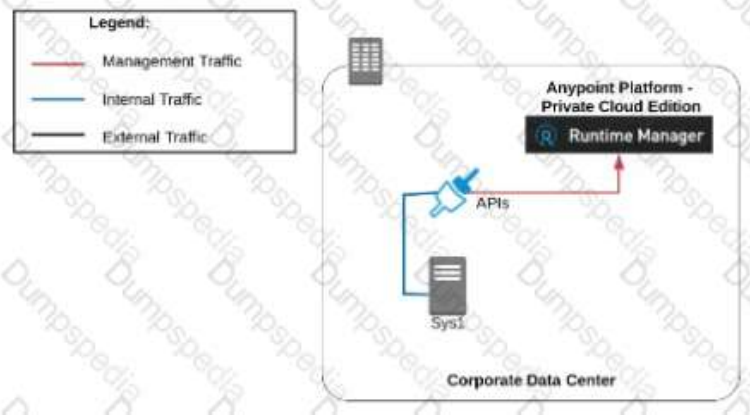 Legend:
Management Traffic
Internal Traffic
External Traffic
Anypoint Platform -
Private Cloud Edition
Runtime Manager
APIs
Sys1
Corporate Data Center
Dumpspedia